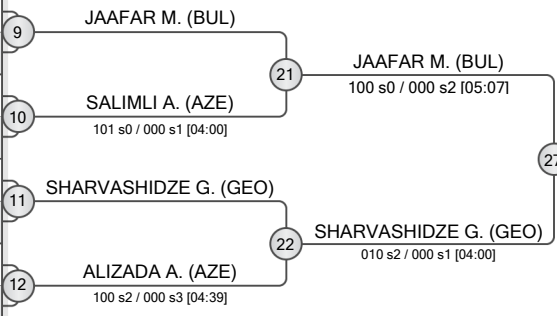 9
JAAFAR M. (BUL)
21
JAAFAR M. (BUL)
100 s0 / 000 s2 [05:07]
10
SALIMLI A. (AZE)
101 s0 / 000 s1 [04:00]
27
11
SHARVASHIDZE G. (GEO)
22
SHARVASHIDZE G. (GEO)
010 s2 / 000 s1 [04:00]
12
ALIZADA A. (AZE)
100 s2 / 000 s3 [04:39]